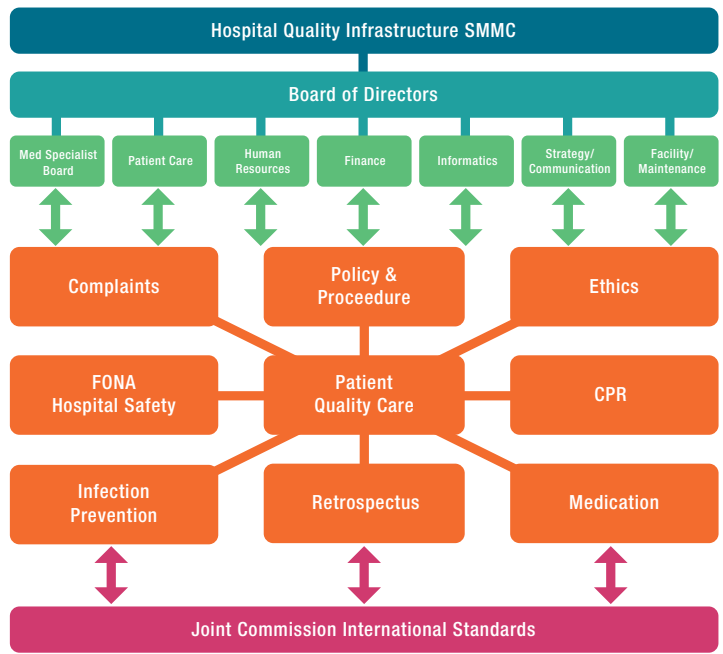 Hospital Quality Infrastructure SMMC
Board of Directors
Med Specialist
Board
Patient Care
Human
Resources
Finance
Informatics
Strategy/
Communication
Facility/
Maintenance
Complaints
Policy &
Proceedure
Ethics
FONA
Hospital Safety
Patient
Quality Care
CPR
Infection
Prevention
Retrospectus
Medication
Joint Commission International Standards